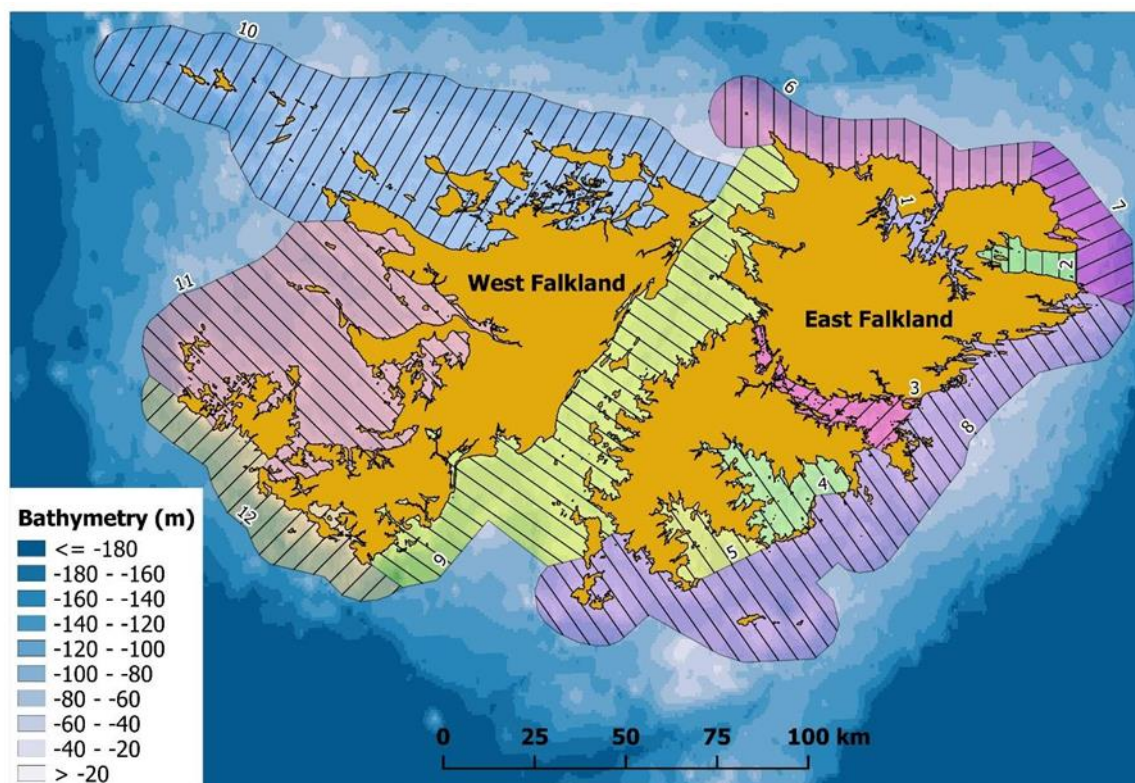 10
6
7
1
2
11
West Falkland
East Falkland
3
8
4
12
9
5
Bathymetry (m)
<= -180
-180 - -160
-160 - -140
-140 - -120
-120 - -100
-100 - -80
-80 - -60
-60 - -40
-40 - -20
> -20
0 25 50 75 100 km